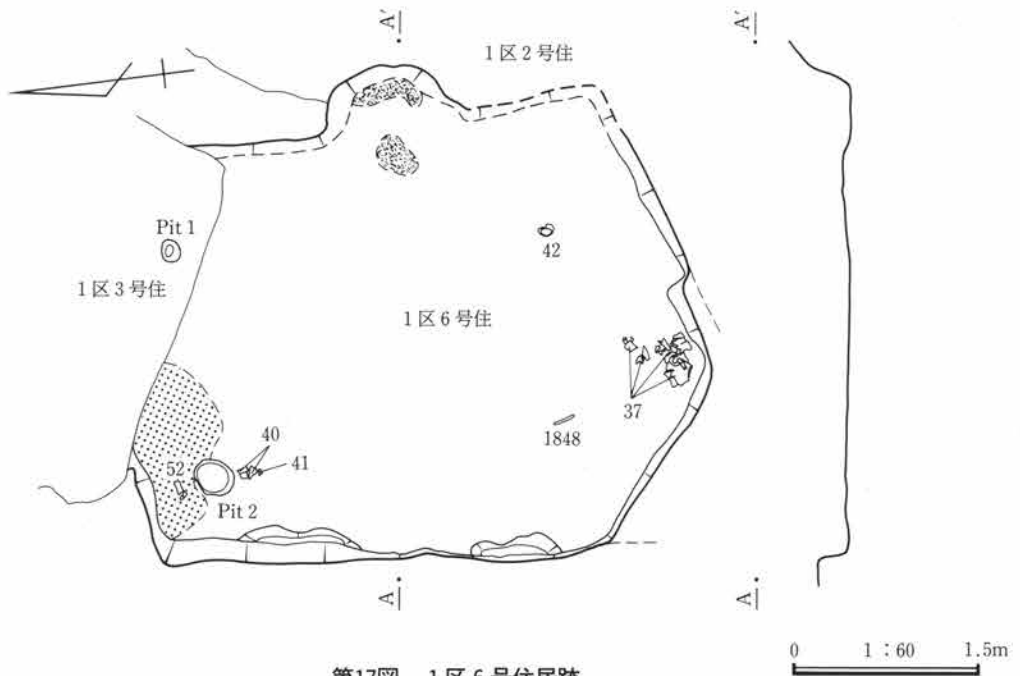 A'
A'
1区2号住
Pit 1
42
1区3号住
1区6号住
37
1848
40
41
52
Pit 2
A
A
0 1:60 1.5m
第17図 1区6号住居跡